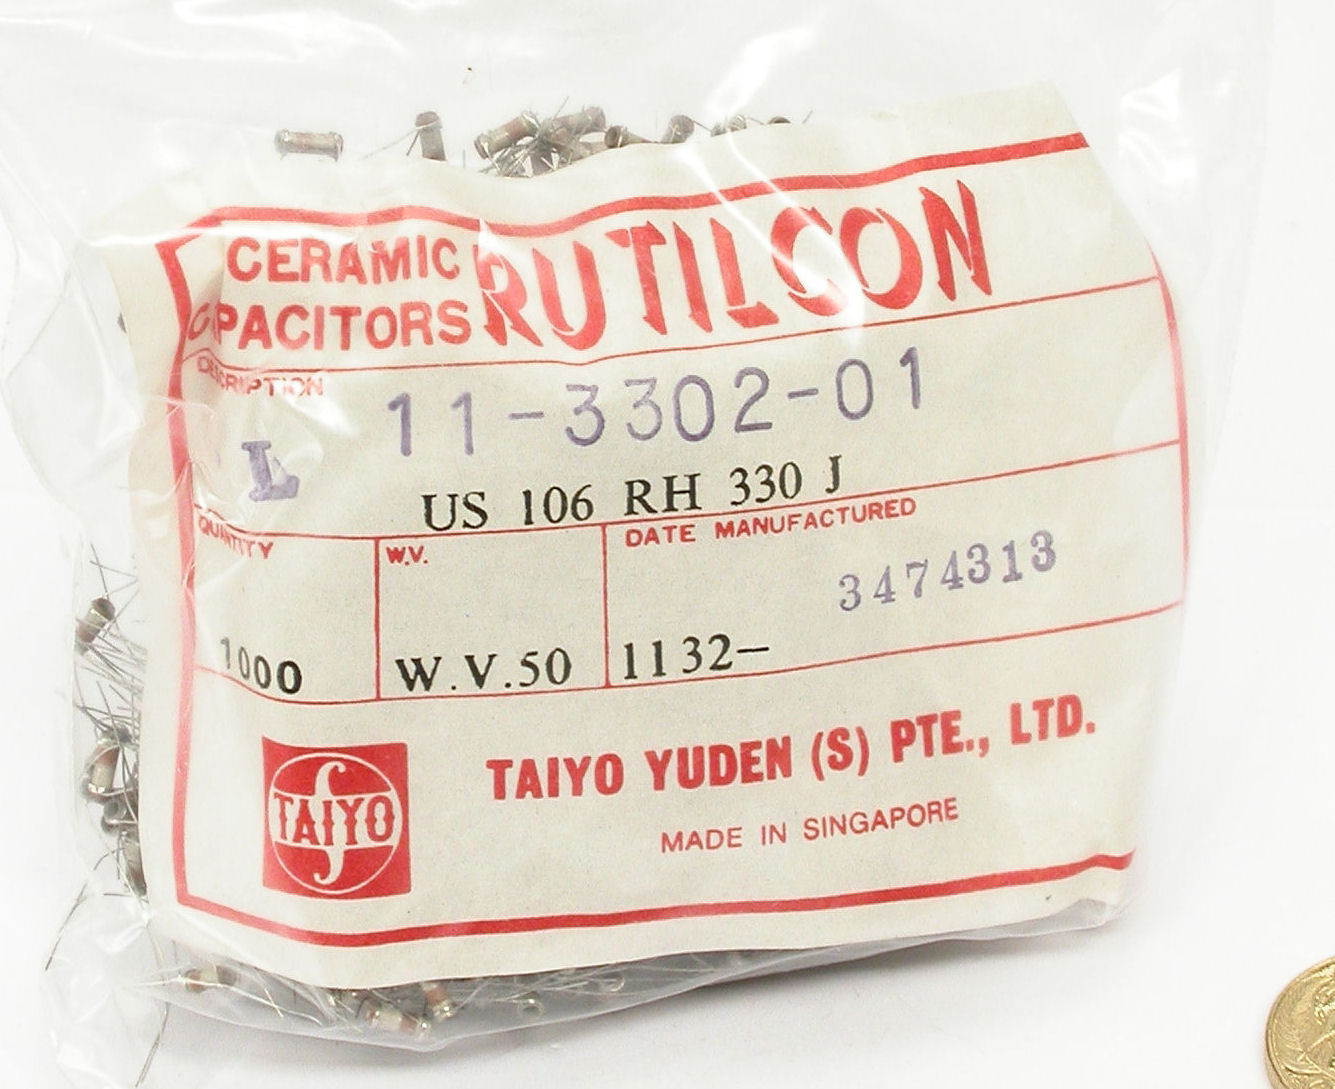 CERAMIC
CAPACITORS
RUTILCON
DESCRIPTION
11-3302-01
L
US 106 RH 330 J
QUANTITY
1000
W.V.
W.V.50
DATE MANUFACTURED
3474313
1132-
TAIYO
TAIYO YUDEN (S) PTE., LTD.
MADE IN SINGAPORE